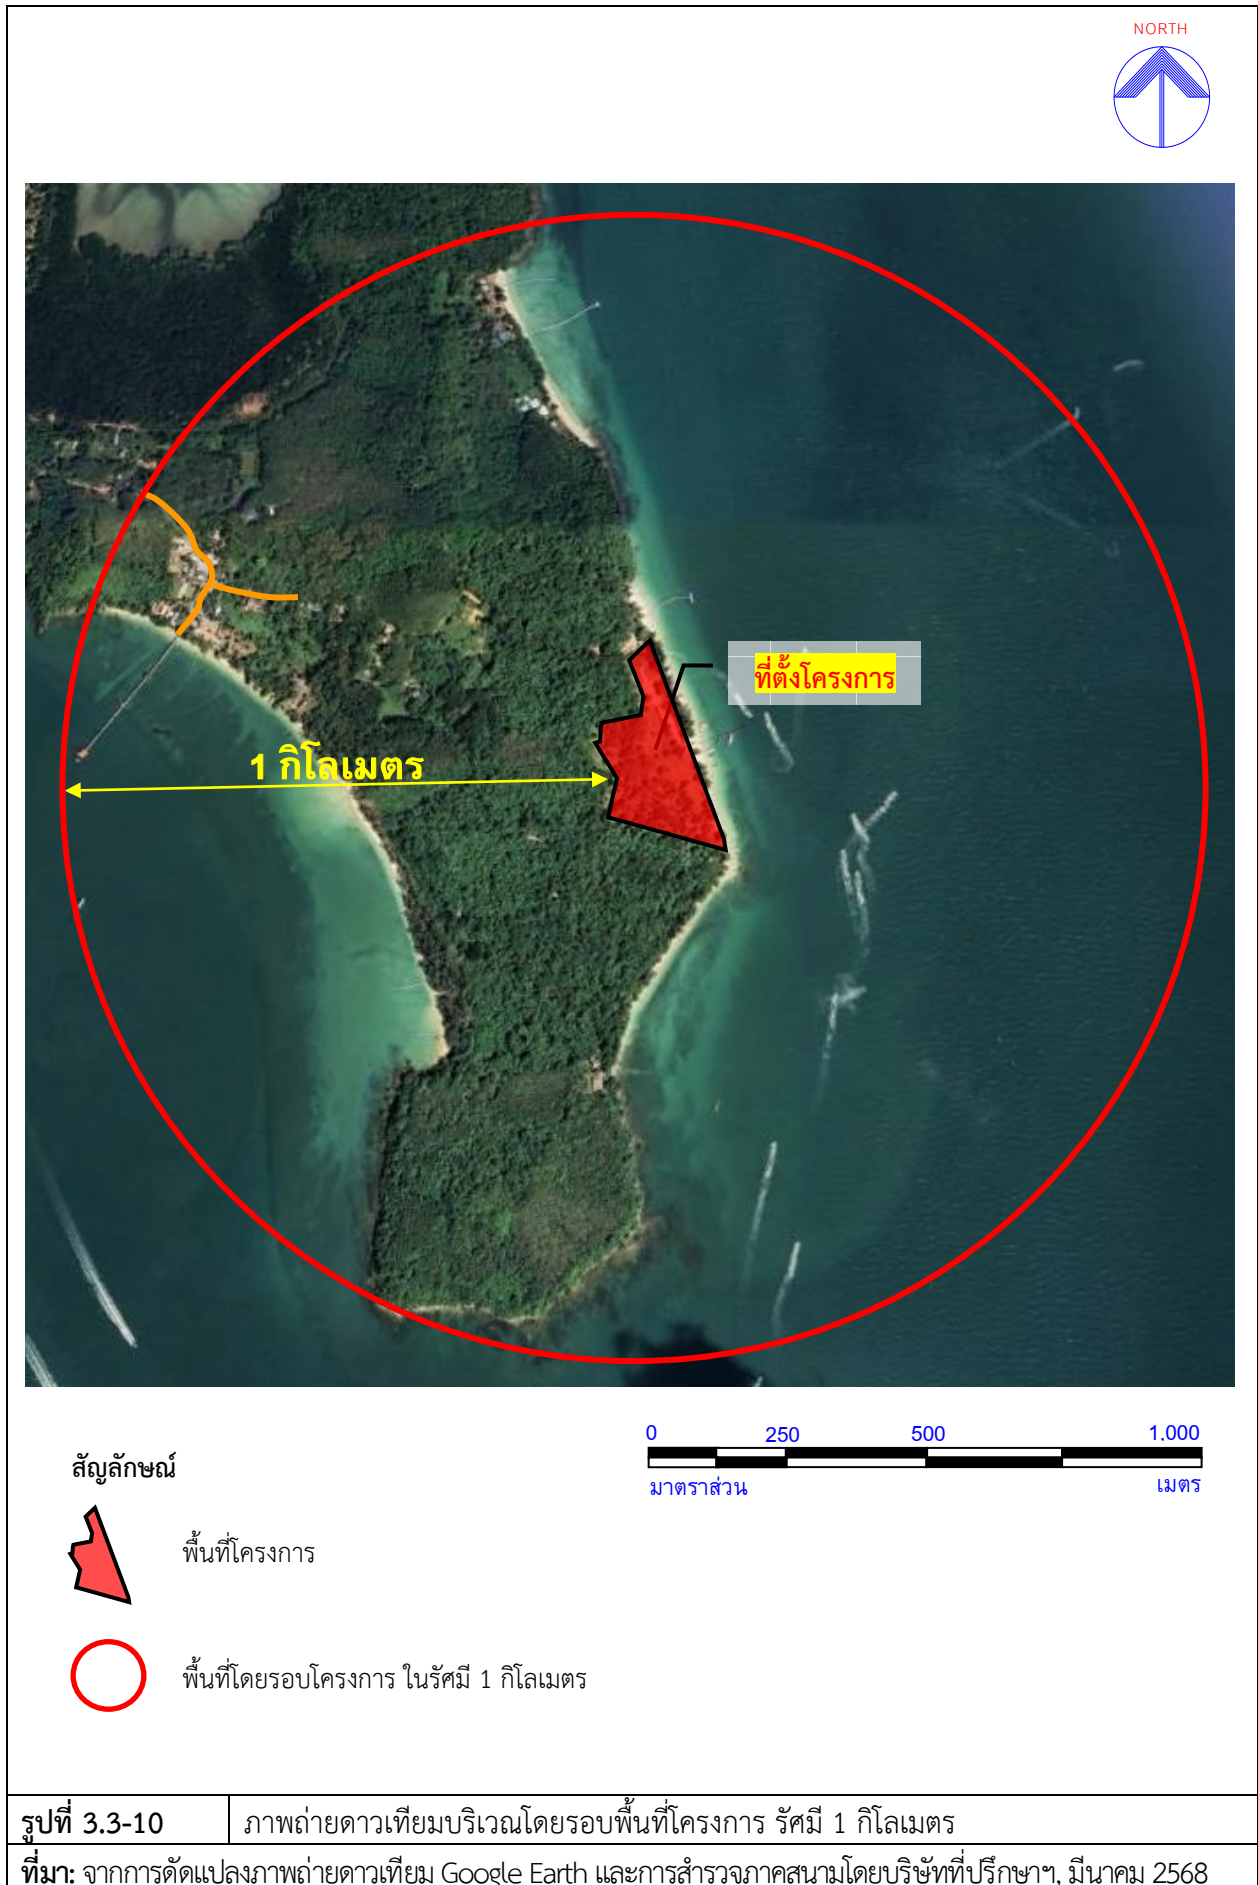 NORTH
ที่ตั้งโครงการ
1 กิโลเมตร
0 250 500 1,000
มาตราส่วน เมตร
สัญลักษณ์
พื้นที่โครงการ
พื้นที่โดยรอบโครงการ ในรัศมี 1 กิโลเมตร
รูปที่ 3.3-10 ภาพถ่ายดาวเทียมบริเวณโดยรอบพื้นที่โครงการ รัศมี 1 กิโลเมตร
ที่มา: จากการดัดแปลงภาพถ่ายดาวเทียม Google Earth และการสำรวจภาคสนามโดยบริษัทที่ปรึกษาฯ, มีนาคม 2568